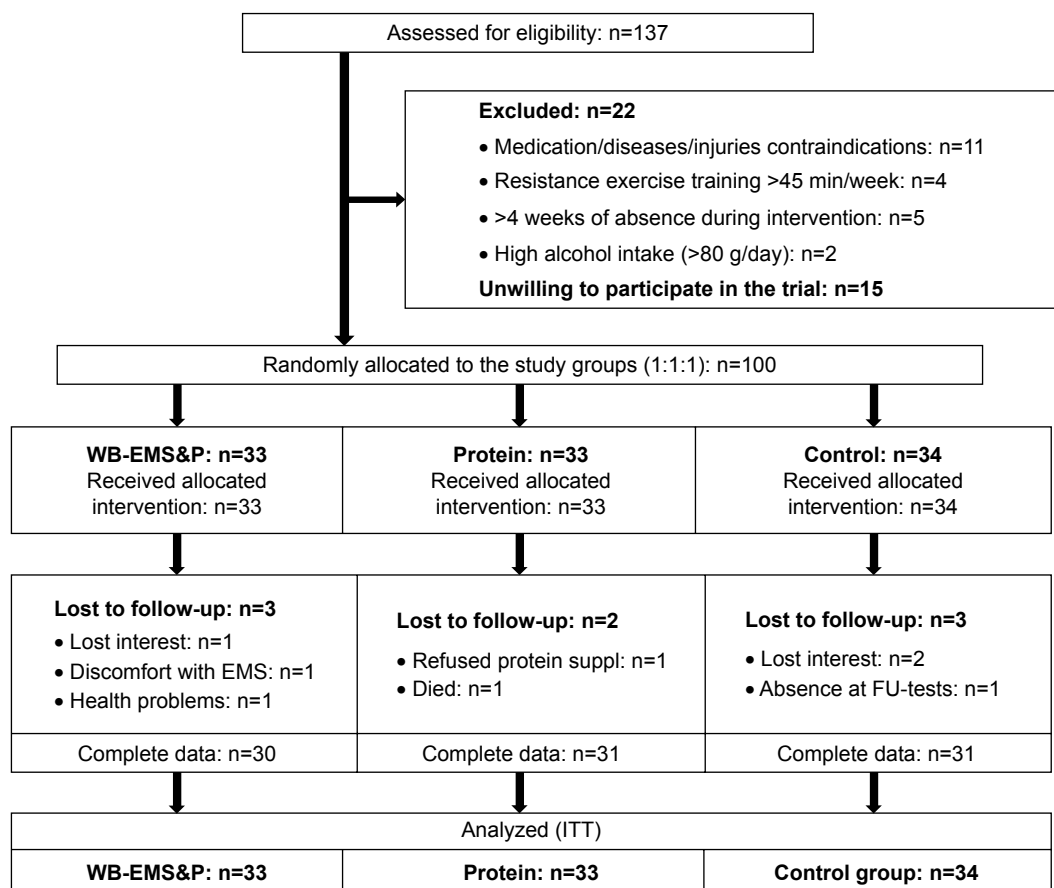 Assessed for eligibility: n=137
Excluded: n=22
• Medication/diseases/injuries contraindications: n=11
• Resistance exercise training >45 min/week: n=4
• >4 weeks of absence during intervention: n=5
• High alcohol intake (>80 g/day): n=2
Unwilling to participate in the trial: n=15
Randomly allocated to the study groups (1:1:1): n=100
WB-EMS&P: n=33
Received allocated
intervention: n=33
Protein: n=33
Received allocated
intervention: n=33
Control: n=34
Received allocated
intervention: n=34
Lost to follow-up: n=3
• Lost interest: n=1
• Discomfort with EMS: n=1
• Health problems: n=1
Lost to follow-up: n=2
• Refused protein suppl: n=1
• Died: n=1
Lost to follow-up: n=3
• Lost interest: n=2
• Absence at FU-tests: n=1
Complete data: n=30
Complete data: n=31
Complete data: n=31
Analyzed (ITT)
WB-EMS&P: n=33
Protein: n=33
Control group: n=34